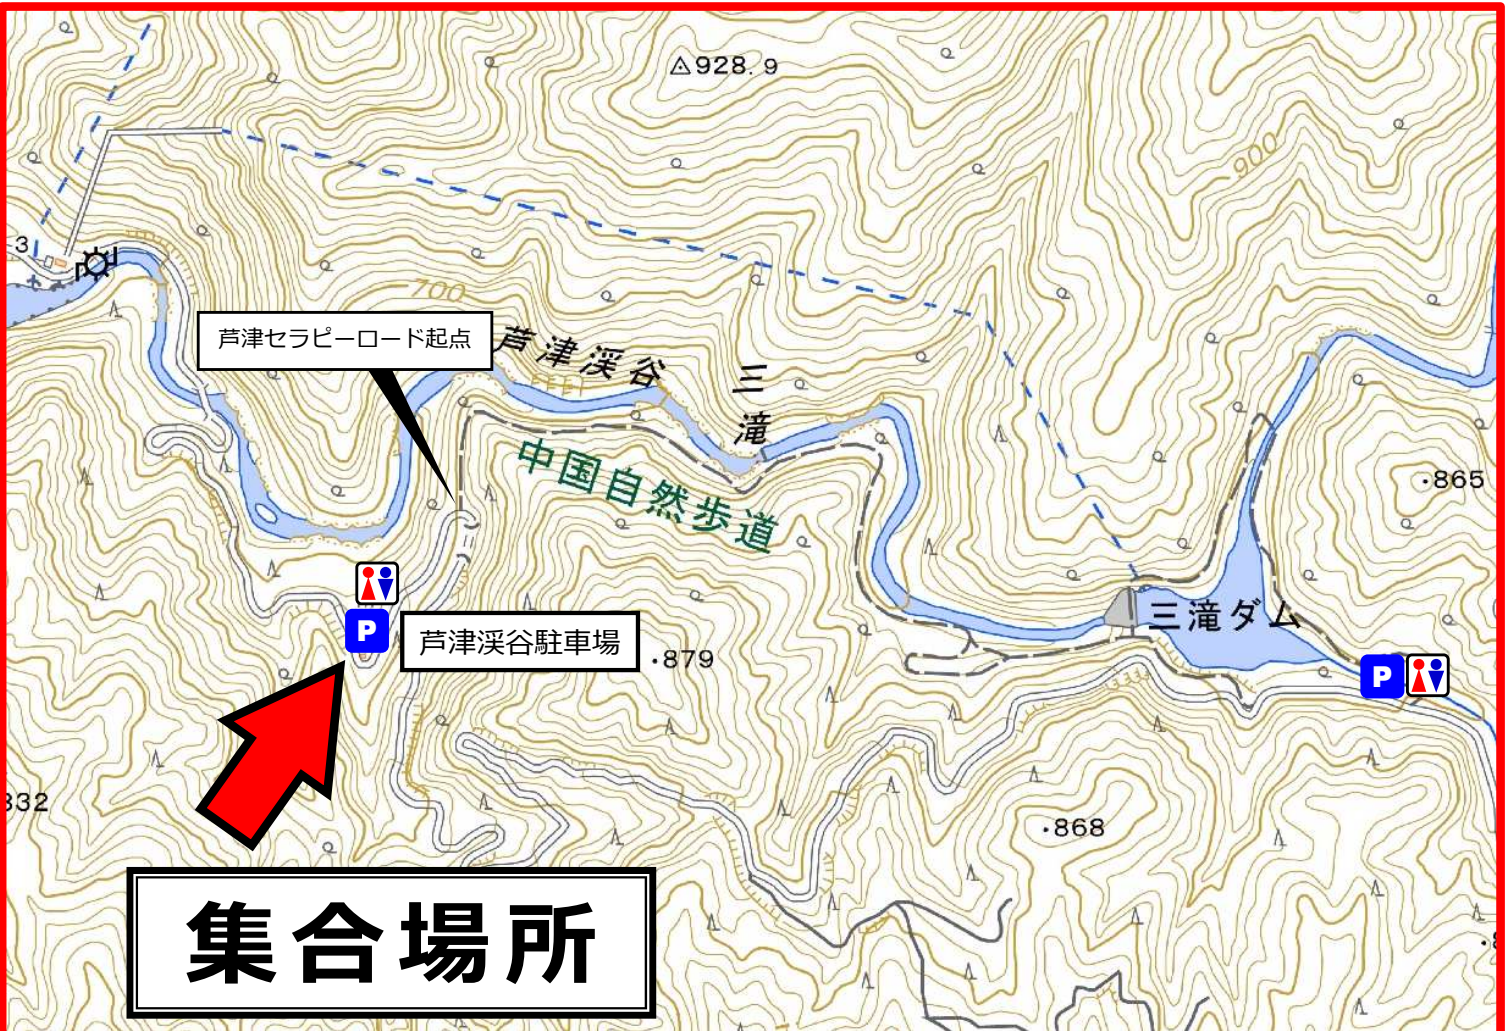 928.9
900
3
700
芦津セラピーロード起点
芦津渓谷
三滝
中国自然歩道
865
P
芦津渓谷駐車場
879
三滝ダム
P
332
868
集合場所